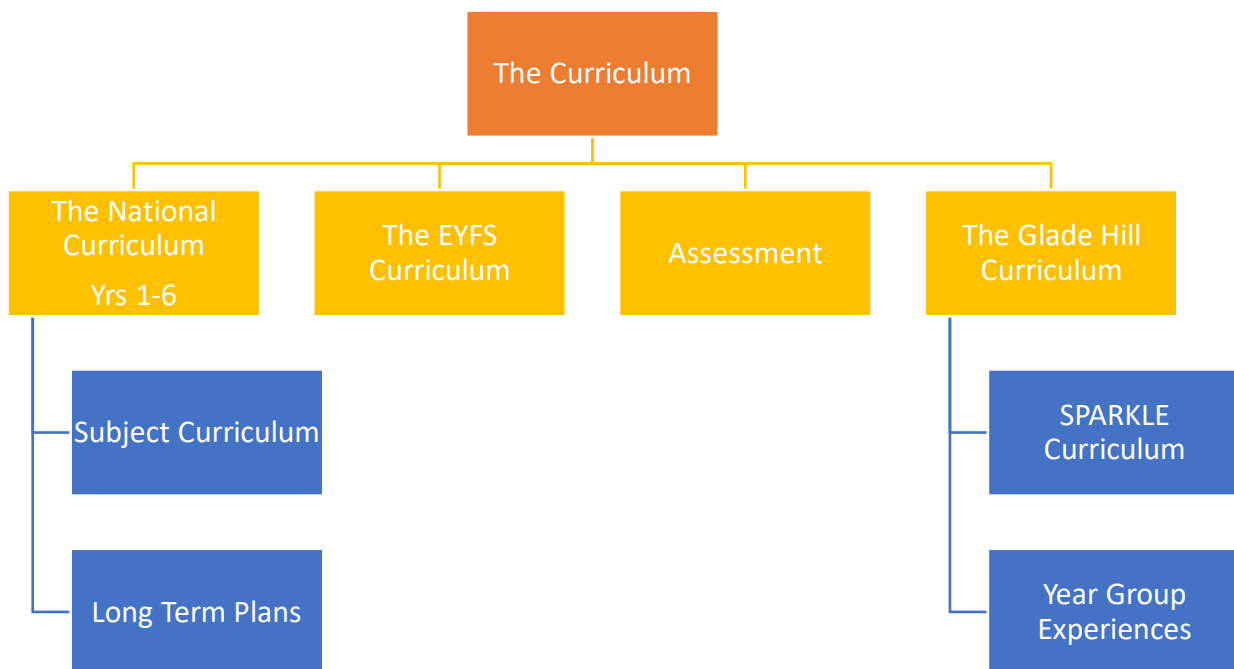 The Curriculum
The National
Curriculum
Yrs 1-6
The EYFS
Curriculum
Assessment
The Glade Hill
Curriculum
Subject Curriculum
Long Term Plans
SPARKLE
Curriculum
Year Group
Experiences